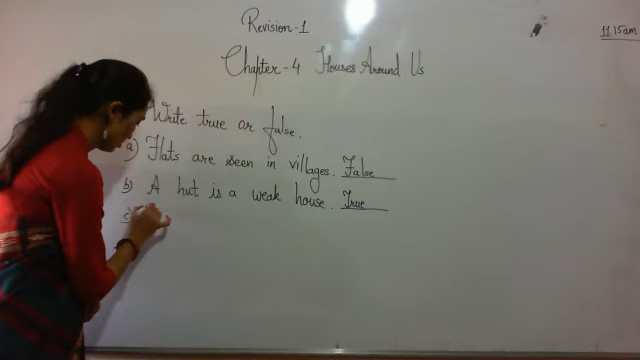 Revision-1
11.15am
Chapter-4 Houses Around Us
Write true or false.
a) Flats are seen in villages. False
b) A hut is a weak house. True
c)